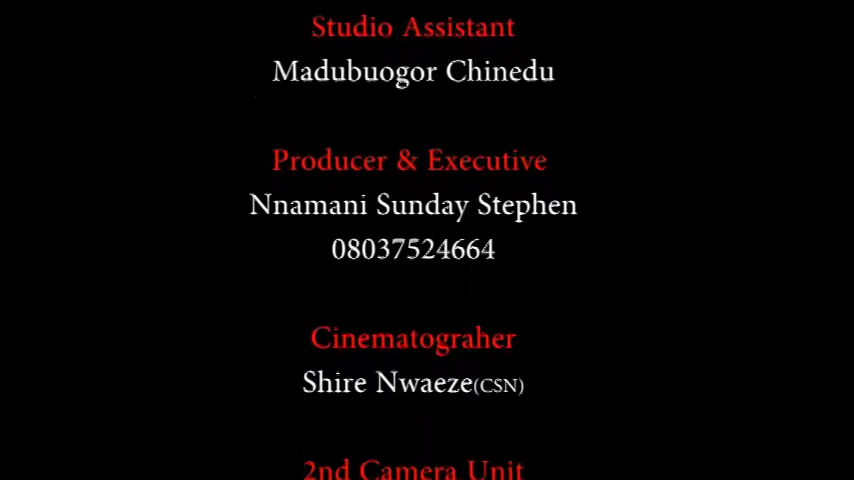 Studio Assistant
Madubuogor Chinedu
Producer & Executive
Nnamani Sunday Stephen
08037524664
Cinematograher
Shire Nwaeze(CSN)
2nd Camera Unit